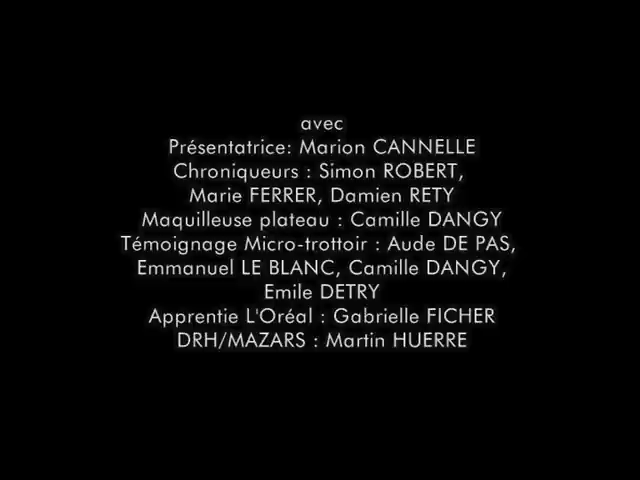 avec
Présentatrice: Marion CANNELLE
Chroniqueurs : Simon ROBERT,
Marie FERRER, Damien RETY
Maquilleuse plateau : Camille DANGY
Témoignage Micro-trottoir : Aude DE PAS,
Emmanuel LE BLANC, Camille DANGY,
Emile DETRY
Apprentie L'Oréal : Gabrielle FICHER
DRH/MAZARS : Martin HUERRE